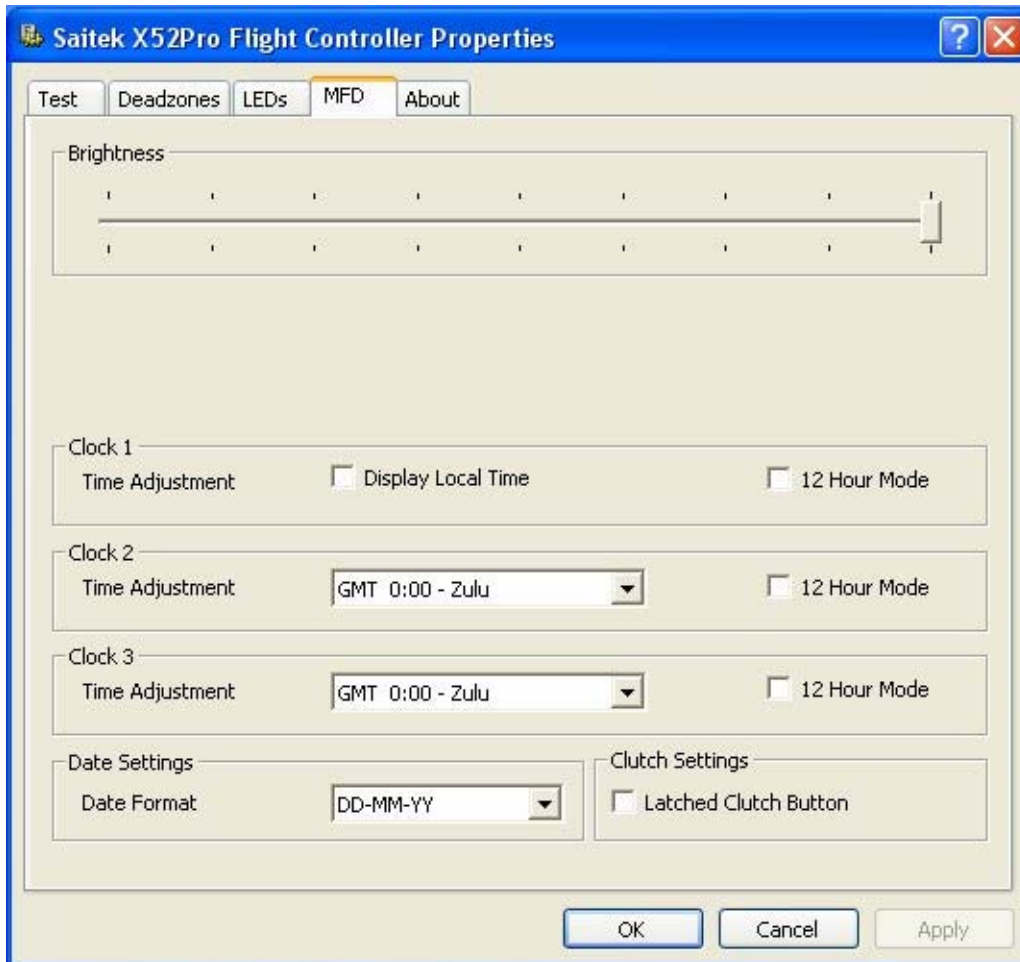 Saitek X52Pro Flight Controller Properties
Test Deadzones LEDs MFD About
Brightness
Clock 1
Time Adjustment Display Local Time 12 Hour Mode
Clock 2
Time Adjustment GMT 0:00 - Zulu 12 Hour Mode
Clock 3
Time Adjustment GMT 0:00 - Zulu 12 Hour Mode
Date Settings Clutch Settings
Date Format DD-MM-YY Latched Clutch Button
OK Cancel Apply